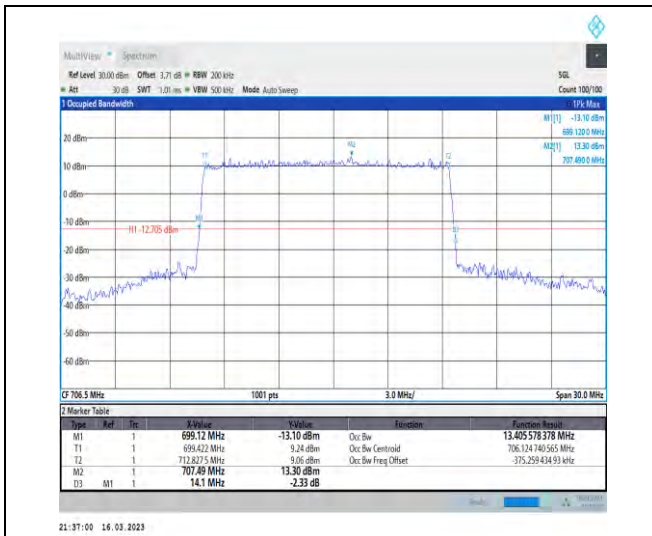 MultiView Spectrum
Ref Level 30.00 dBm Offset 3.71 dB RBW 200 kHz SGL
Att 30 dB SWT 1.01 ms VBW 500 kHz Mode Auto Sweep Count 100/100
1 Occupied Bandwidth 1Pk Max
M1[1] -13.10 dBm
699.120 0 MHz
M2[1] 13.30 dBm
707.490 0 MHz
20 dBm
M2
T1 T2
10 dBm
0 dBm
-10 dBm
M1
H1 -12.705 dBm
D3
-20 dBm
-30 dBm
-40 dBm
-50 dBm
-60 dBm
CF 706.5 MHz 1001 pts 3.0 MHz/ Span 30.0 MHz
2 Marker Table
Type Ref Trc X-Value Y-Value Function Function Result
M1 1 699.12 MHz -13.10 dBm Occ Bw 13.405 578 378 MHz
T1 1 699.422 MHz 9.24 dBm Occ Bw Centroid 706.124 740 565 MHz
T2 1 712.827 5 MHz 9.06 dBm Occ Bw Freq Offset -375.259 434 93 kHz
M2 1 707.49 MHz 13.30 dBm
D3 M1 1 14.1 MHz -2.33 dB
21:37:00 16.03.2023